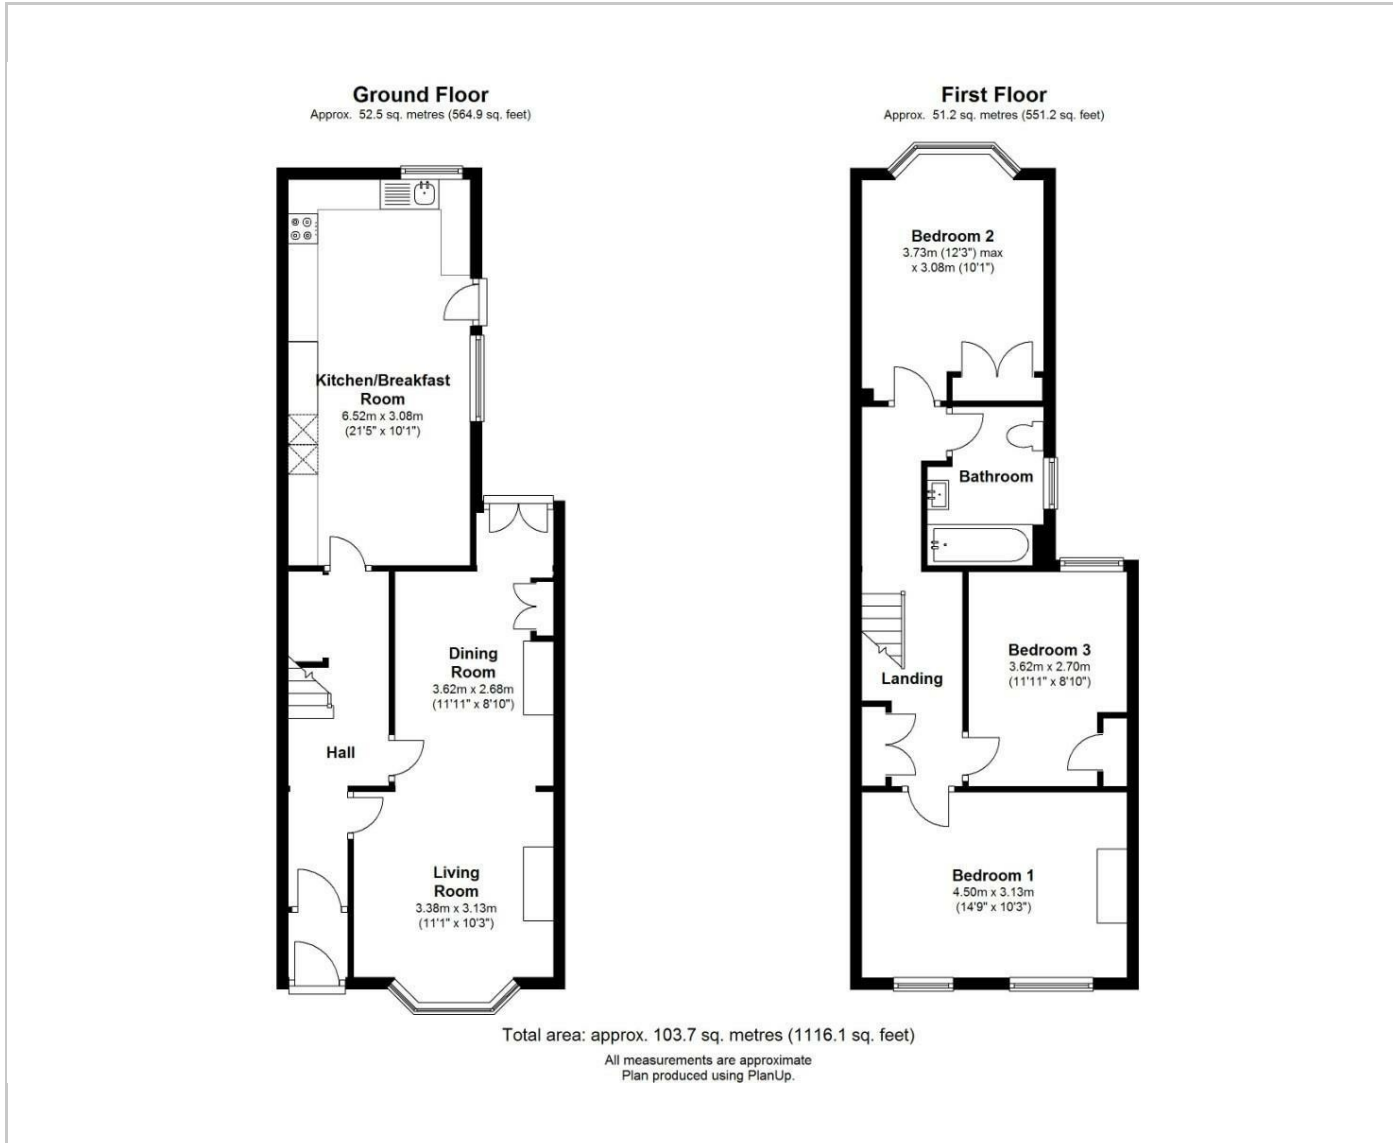 Ground Floor
Approx. 52.5 sq. metres (564.9 sq. feet)
Kitchen/Breakfast
Room
6.52m x 3.08m
(21'5" x 10'1")
Dining
Room
3.62m x 2.68m
(11'11" x 8'10")
Hall
Living
Room
3.38m x 3.13m
(11'1" x 10'3")
First Floor
Approx. 51.2 sq. metres (551.2 sq. feet)
Bedroom 2
3.73m (12'3") max
x 3.08m (10'1")
Bathroom
Bedroom 3
3.62m x 2.70m
(11'11" x 8'10")
Landing
Bedroom 1
4.50m x 3.13m
(14'9" x 10'3")
Total area: approx. 103.7 sq. metres (1116.1 sq. feet)
All measurements are approximate
Plan produced using PlanUp.